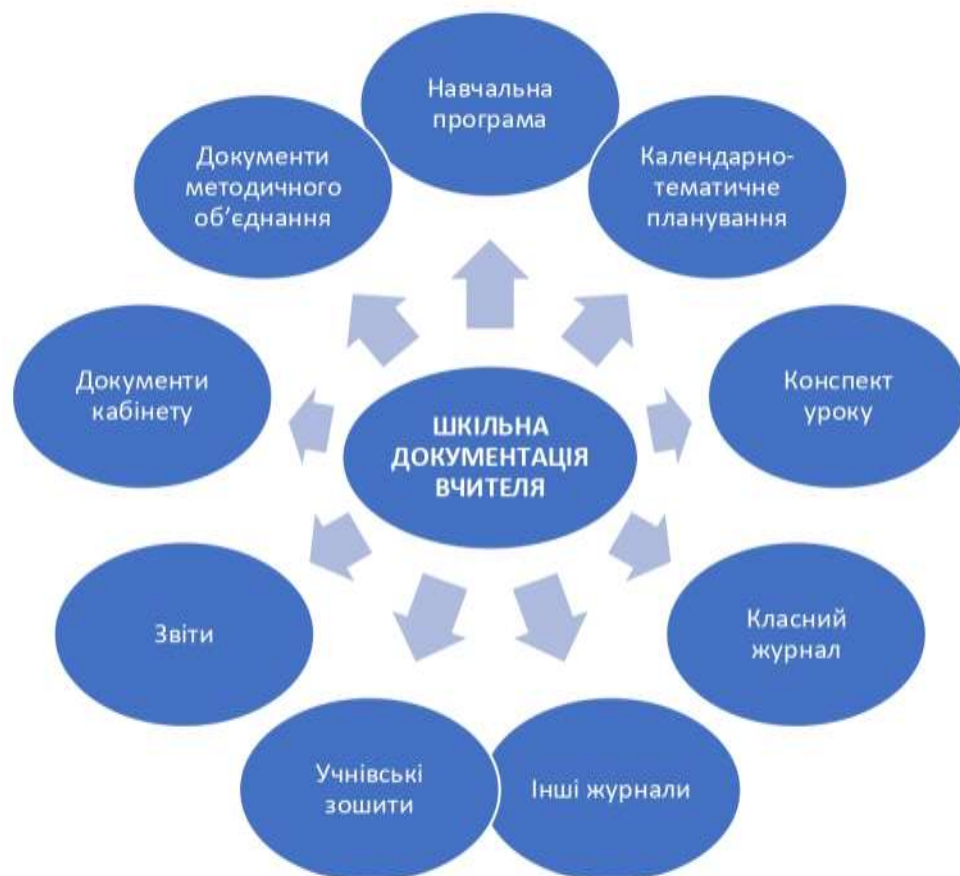 Навчальна
програма
Календарно-
тематичне
планування
Конспект
уроку
Класний
журнал
Інші журнали
Учнівські
зошити
Звіти
Документи
кабінету
Документи
методичного
об’єднання
ШКІЛЬНА
ДОКУМЕНТАЦІЯ
ВЧИТЕЛЯ